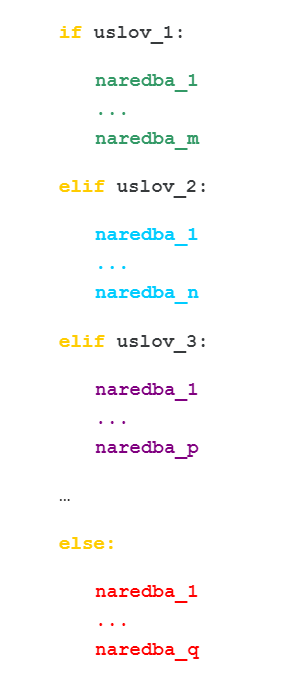 if uslov_1:
naredba_1
...
naredba_m
elif uslov_2:
naredba_1
...
naredba_n
elif uslov_3:
naredba_1
...
naredba_p
…
else:
naredba_1
...
naredba_q